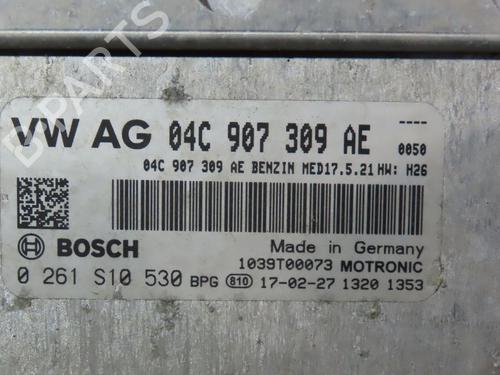 ----
VW AG 04C 907 309 AE 0050
04C 907 309 AE BENZIN MED17.5.21 HW: H26
BOSCH
Made in Germany
1039T00073 MOTRONIC
0 261 S10 530 BPG 810 17-02-27 1320 1353
B PARTS